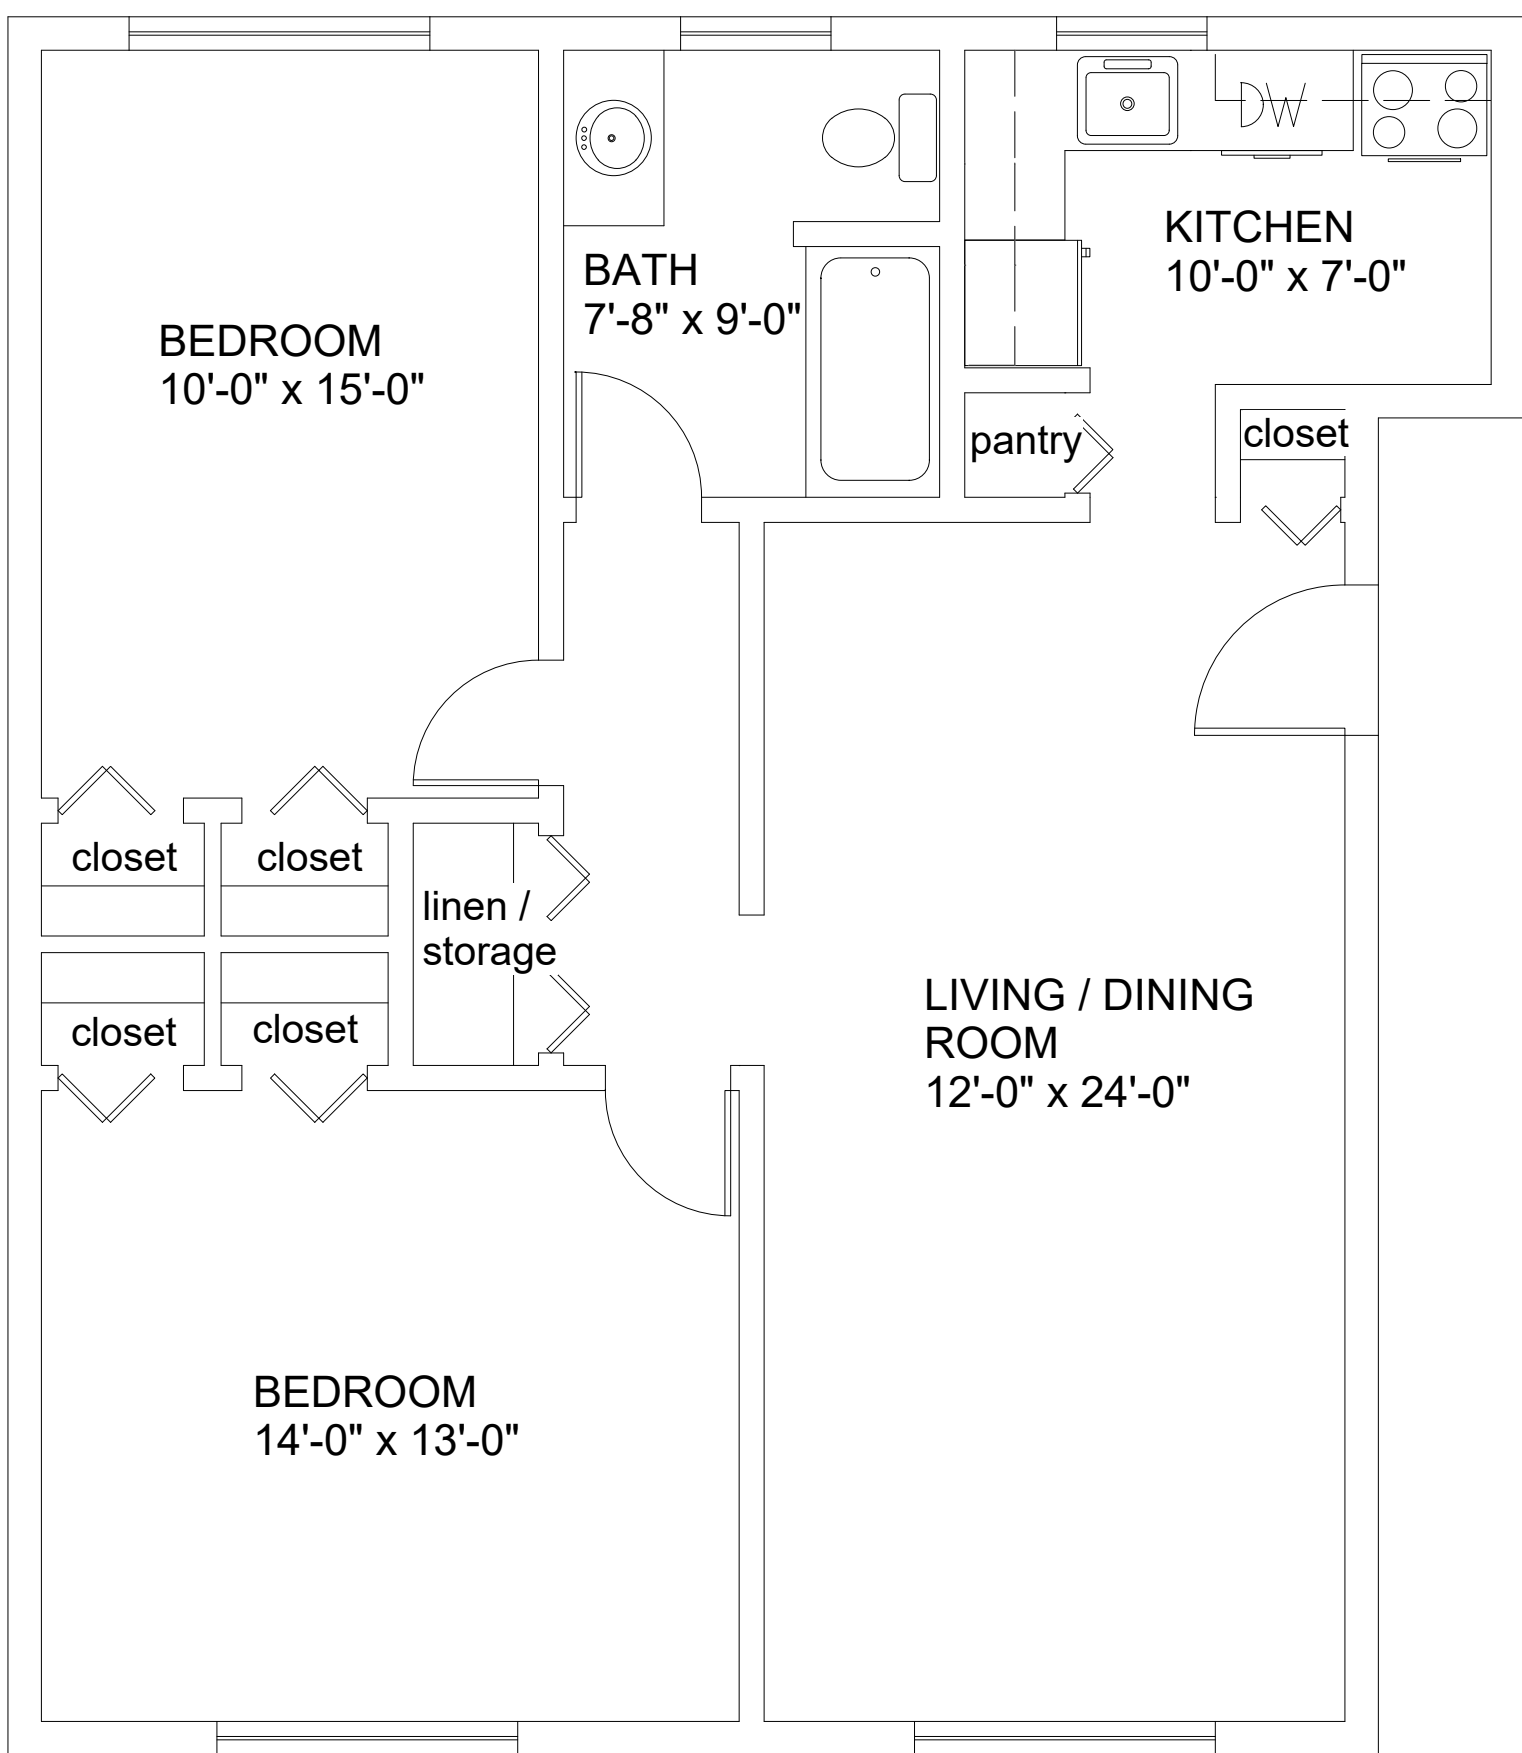 DW
KITCHEN
10'-0" x 7'-0"
BATH
7'-8" x 9'-0"
BEDROOM
10'-0" x 15'-0"
pantry
closet
closet
closet
linen /
storage
closet
closet
LIVING / DINING
ROOM
12'-0" x 24'-0"
BEDROOM
14'-0" x 13'-0"